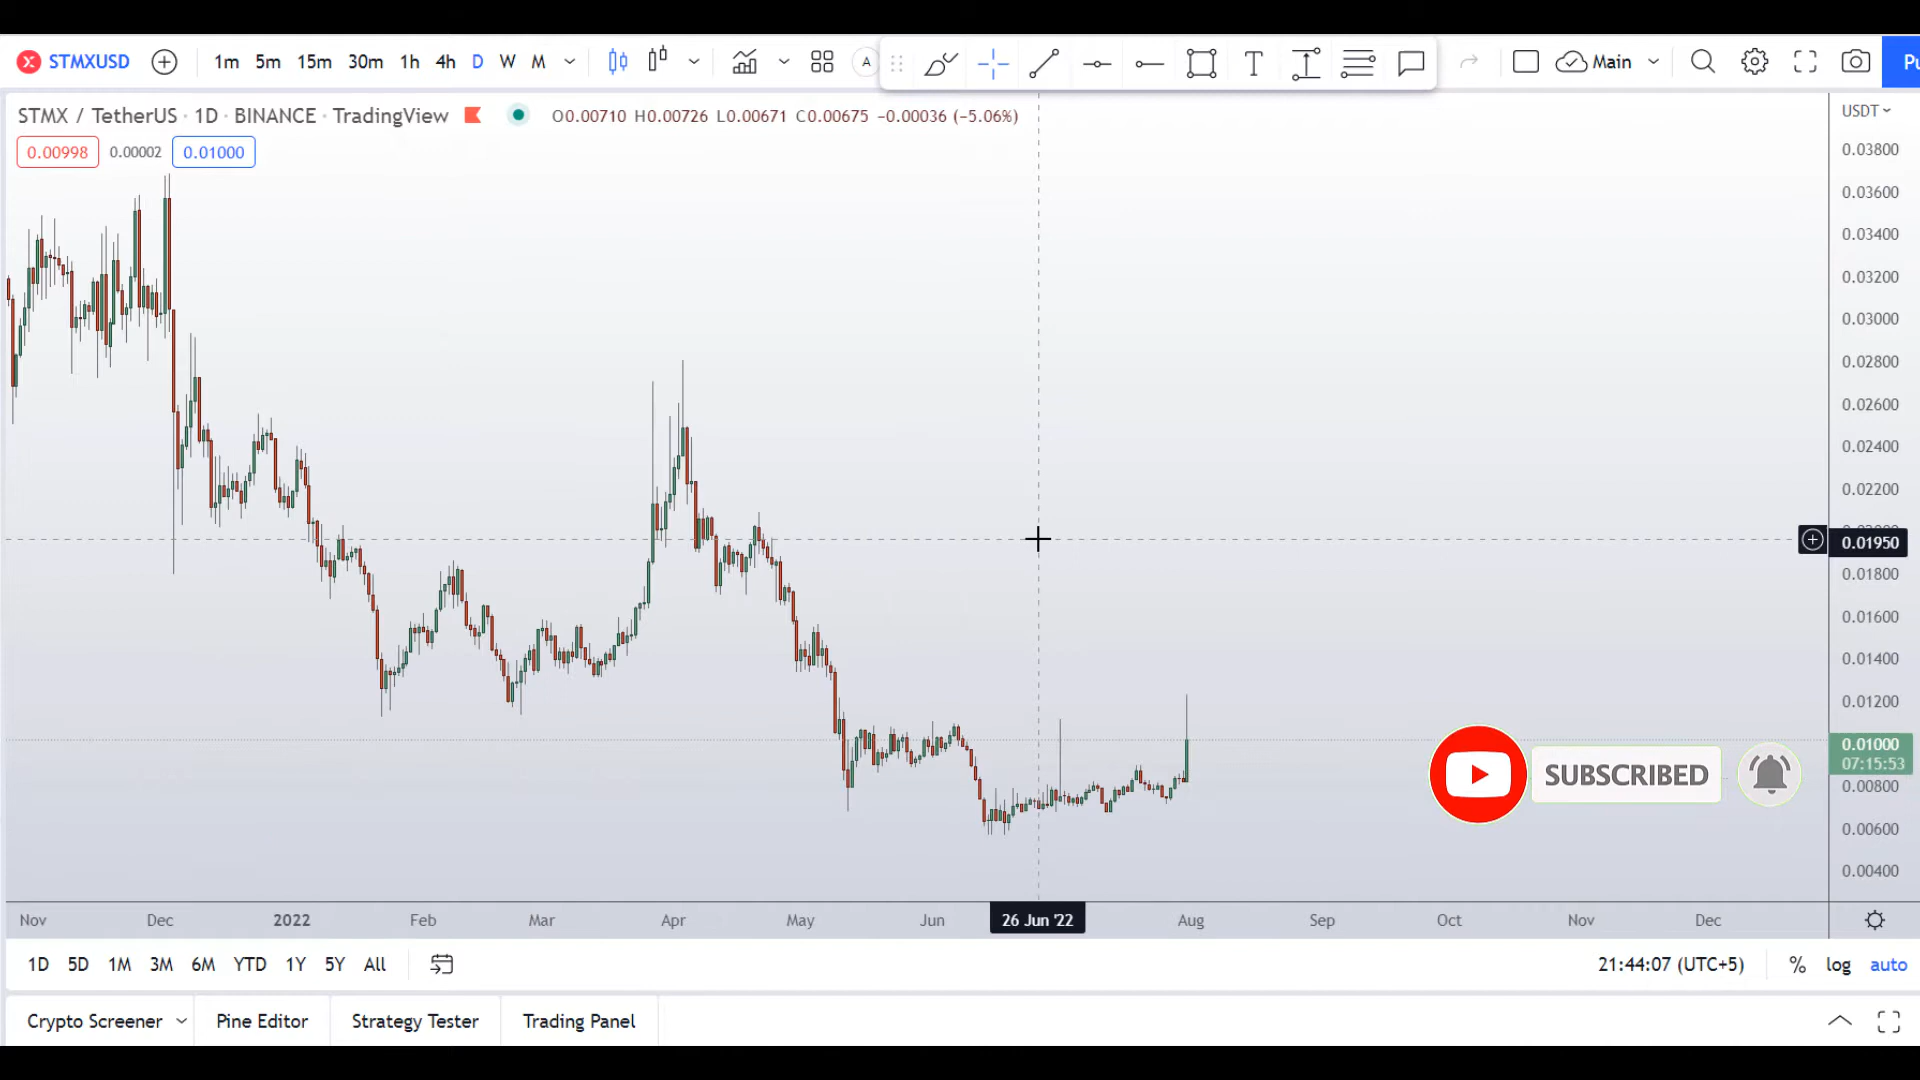 STMXUSD 1m 5m 15m 30m 1h 4h D W M A T Main
STMX / TetherUS · 1D · BINANCE · TradingView O0.00710 H0.00726 L0.00671 C0.00675 −0.00036 (−5.06%) USDT
0.00998 0.00002 0.01000
0.03800
0.03600
0.03400
0.03200
0.03000
0.02800
0.02600
0.02400
0.02200
0.01950
0.01800
0.01600
0.01400
0.01200
0.01000
07:15:53
SUBSCRIBED
0.00800
0.00600
0.00400
Nov Dec 2022 Feb Mar Apr May Jun 26 Jun '22 Aug Sep Oct Nov Dec
1D 5D 1M 3M 6M YTD 1Y 5Y All 21:44:07 (UTC+5) % log auto
Crypto Screener Pine Editor Strategy Tester Trading Panel